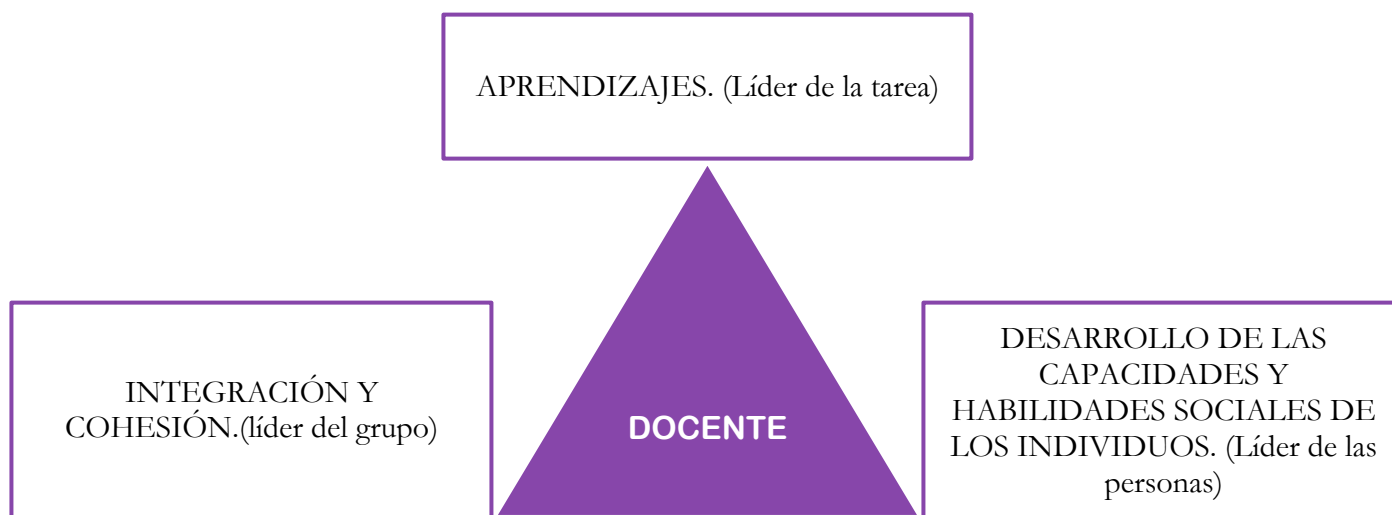 APRENDIZAJES. (Líder de la tarea)
INTEGRACIÓN Y
COHESIÓN.(líder del grupo)
DOCENTE
DESARROLLO DE LAS
CAPACIDADES Y
HABILIDADES SOCIALES DE
LOS INDIVIDUOS. (Líder de las
personas)